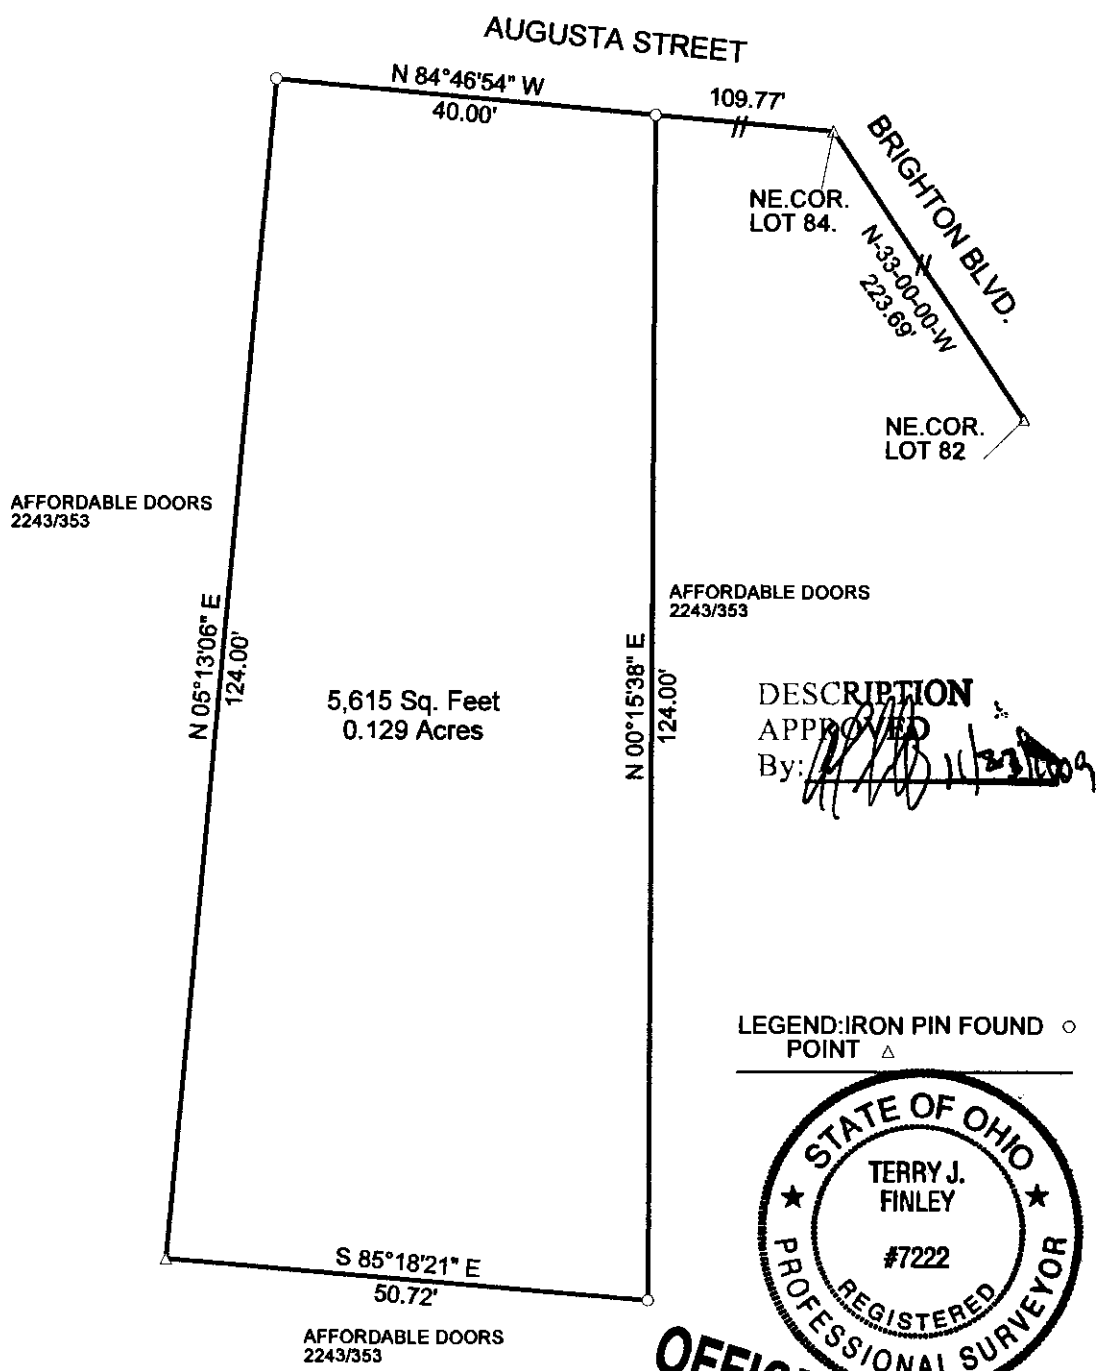 AUGUSTA STREET
N 84°46'54" W
40.00'
109.77'
BRIGHTON BLVD.
NE.COR.
LOT 84.
N-33-00-00-W
223.69'
NE.COR.
LOT 82
AFFORDABLE DOORS
2243/353
AFFORDABLE DOORS
2243/353
N 05°13'06" E
124.00'
N 00°15'38" E
124.00'
5,615 Sq. Feet
0.129 Acres
DESCRIPTION
APPROVED
By:
LEGEND:IRON PIN FOUND
POINT
STATE OF OHIO
TERRY J.
FINLEY
#7222
REGISTERED
PROFESSIONAL SURVEYOR
S 85°18'21" E
50.72'
AFFORDABLE DOORS
2243/353